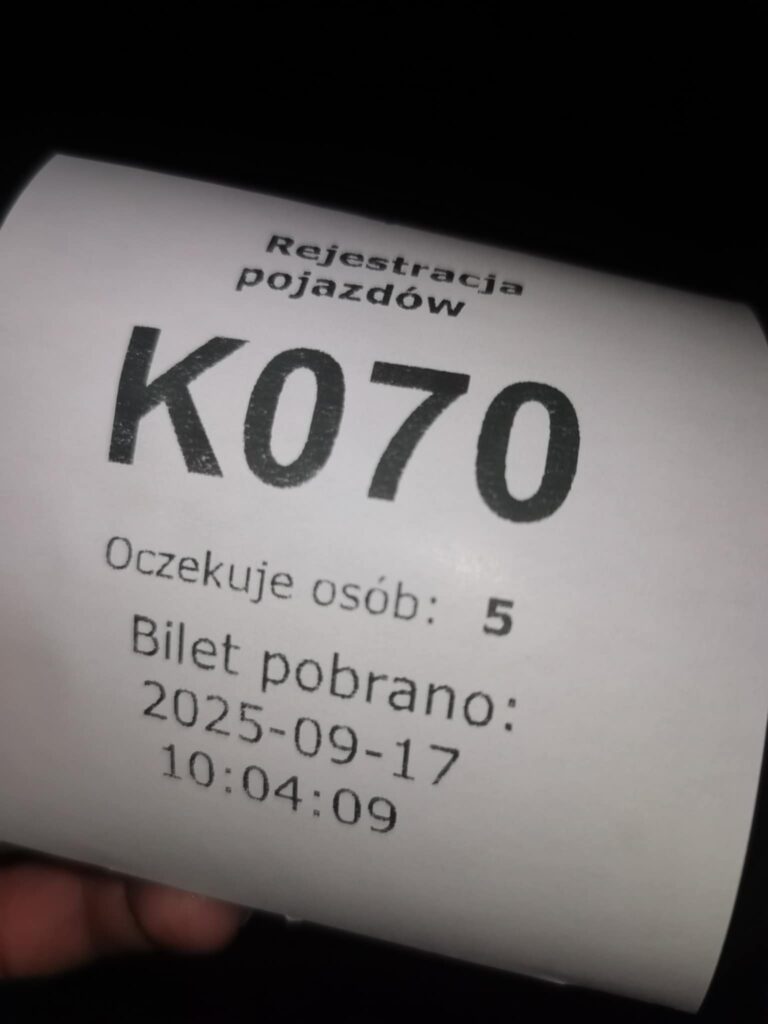 Rejestracja
pojazdów
K070
Oczekuje osób: 5
Bilet pobrano:
2025-09-17
10:04:09